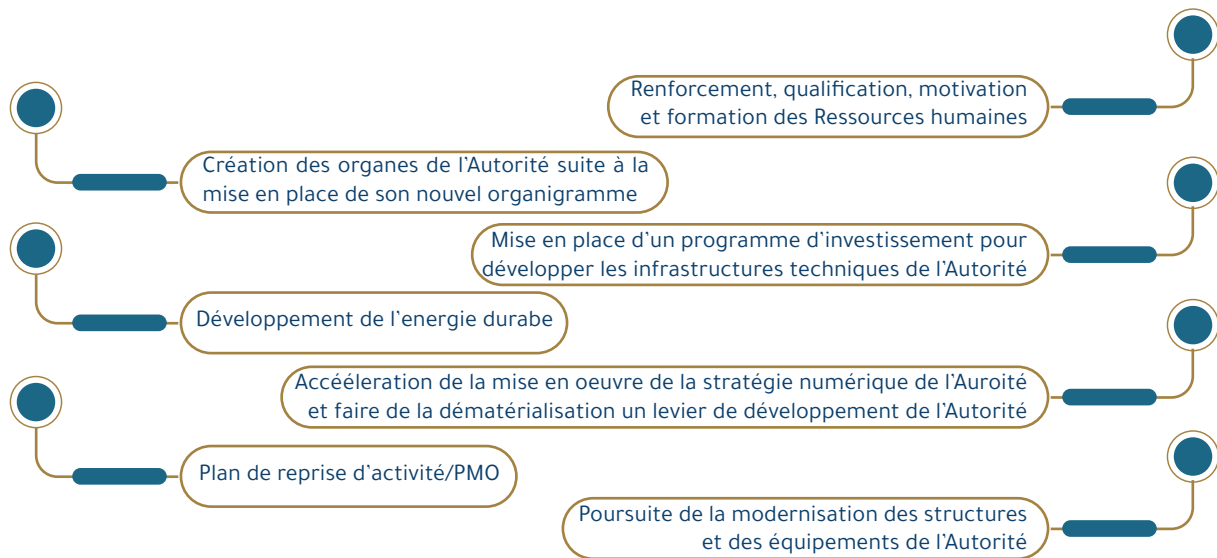 Renforcement, qualification, motivation
et formation des Ressources humaines
Création des organes de l'Autorité suite à la
mise en place de son nouvel organigramme
Mise en place d'un programme d'investissement pour
développer les infrastructures techniques de l'Autorité
Développement de l'energie durabe
Accééleration de la mise en oeuvre de la stratégie numérique de l'Auroité
et faire de la dématérialisation un levier de développement de l'Autorité
Plan de reprise d'activité/PMO
Poursuite de la modernisation des structures
et des équipements de l'Autorité